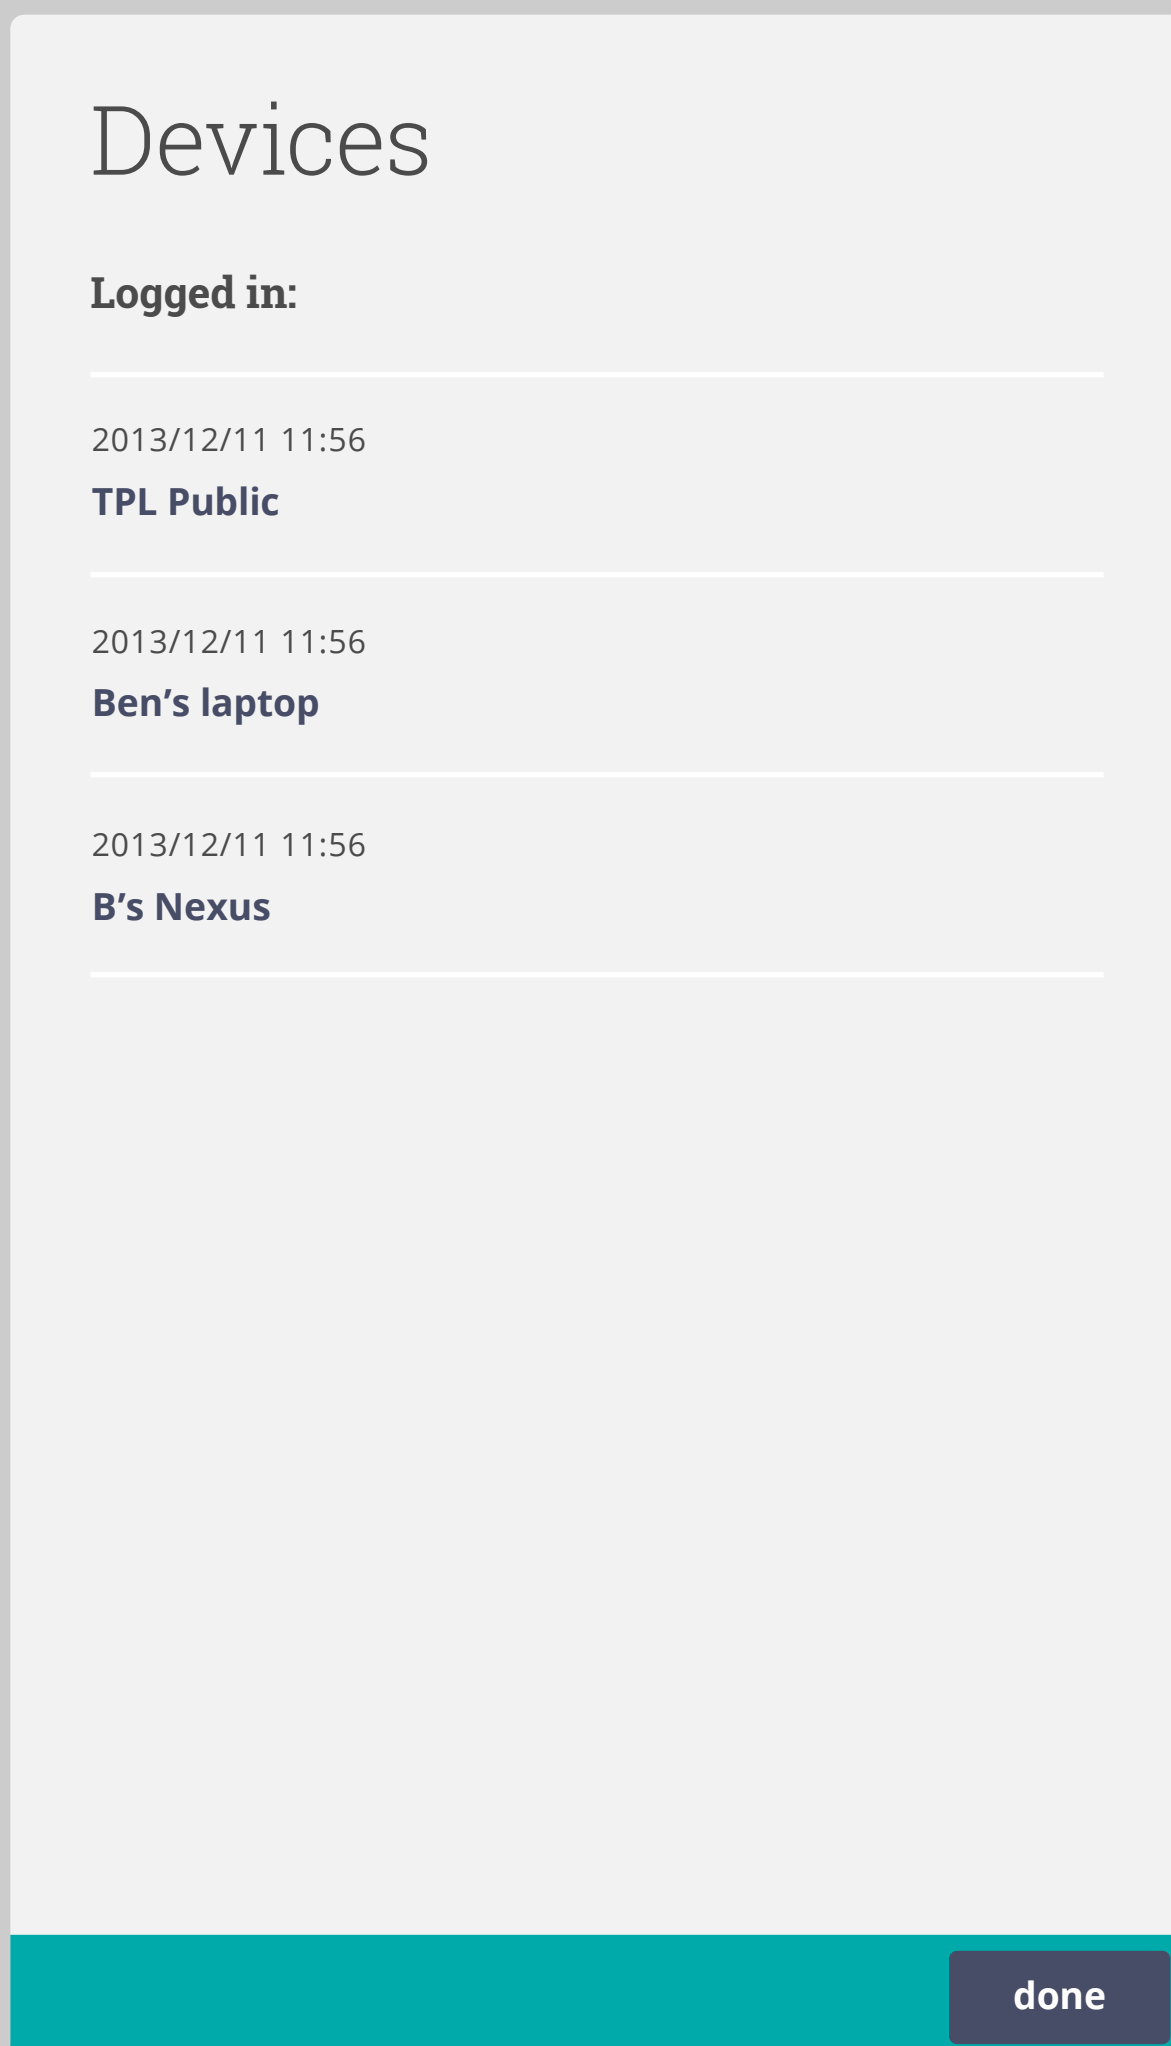 Devices
Logged in:
2013/12/11 11:56
TPL Public
2013/12/11 11:56
Ben’s laptop
2013/12/11 11:56
B’s Nexus
done